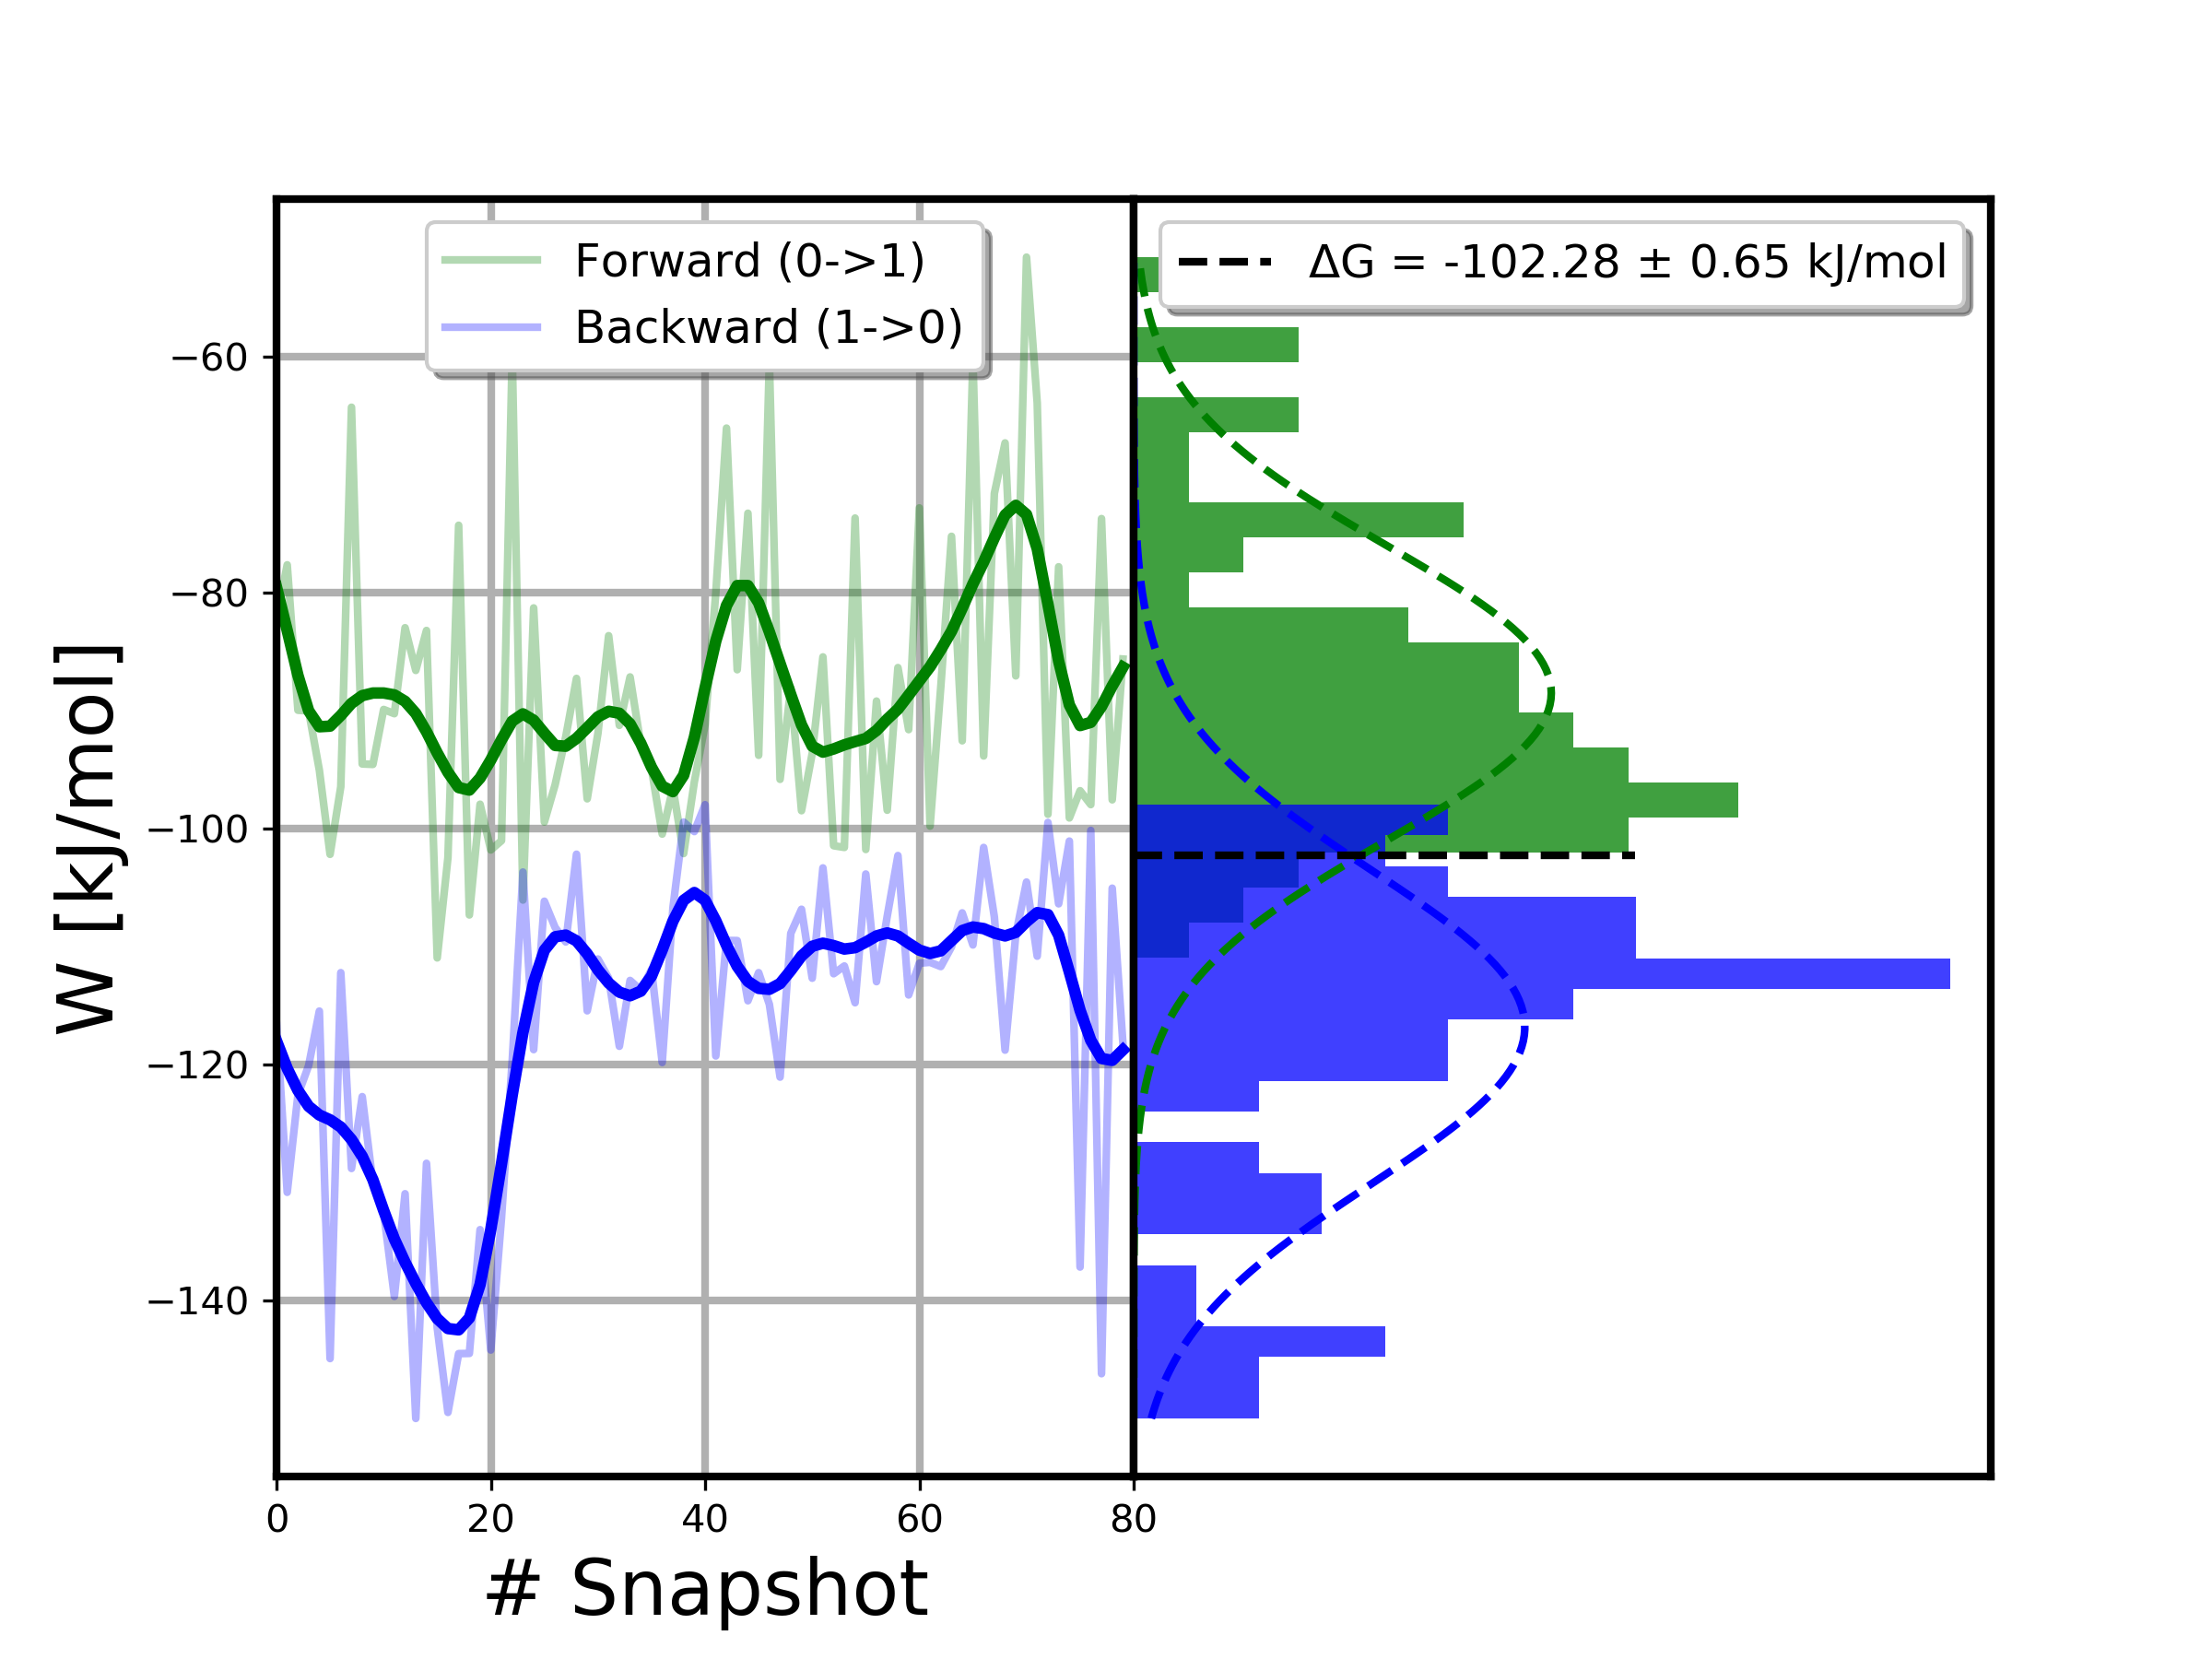 Forward (0->1)
Backward (1->0)
ΔG = -102.28 ± 0.65 kJ/mol
−60
−80
−100
−120
−140
W [kJ/mol]
0 20 40 60 80
# Snapshot